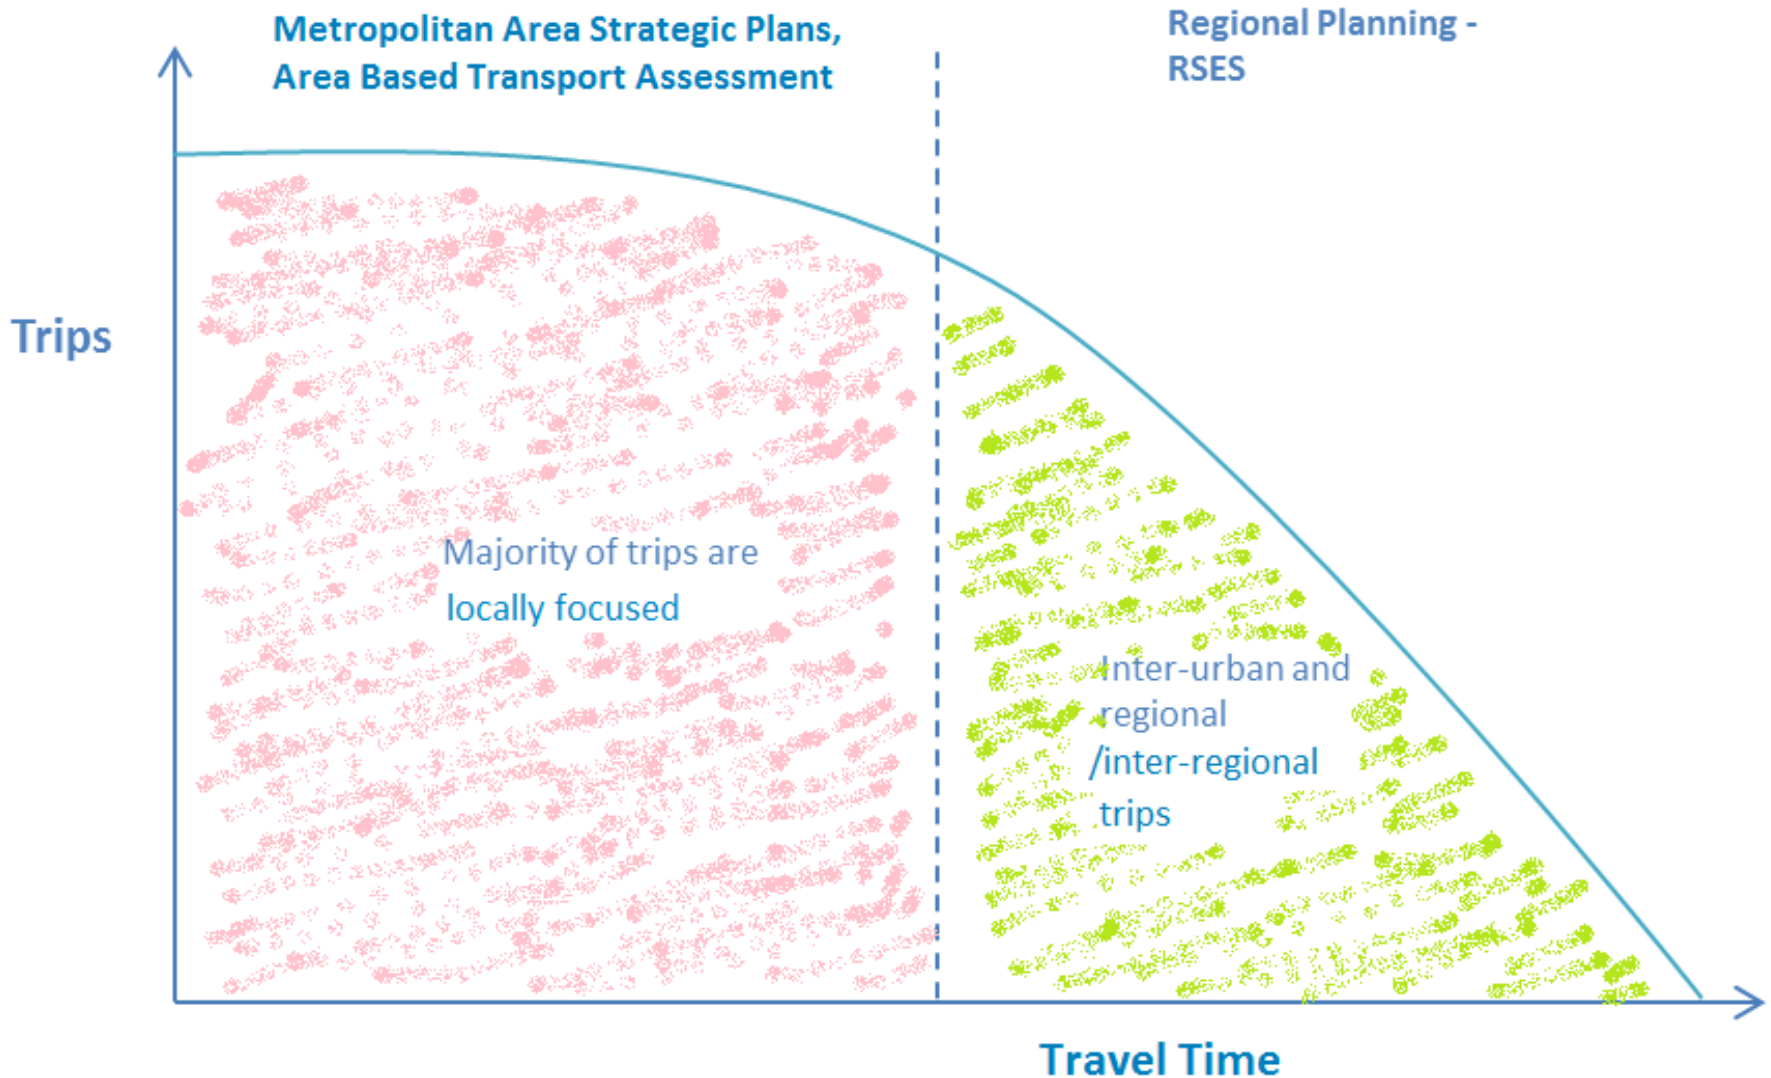 Metropolitan Area Strategic Plans,
Area Based Transport Assessment
Regional Planning -
RSES
Trips
Majority of trips are
locally focused
Inter-urban and
regional
/inter-regional
trips
Travel Time